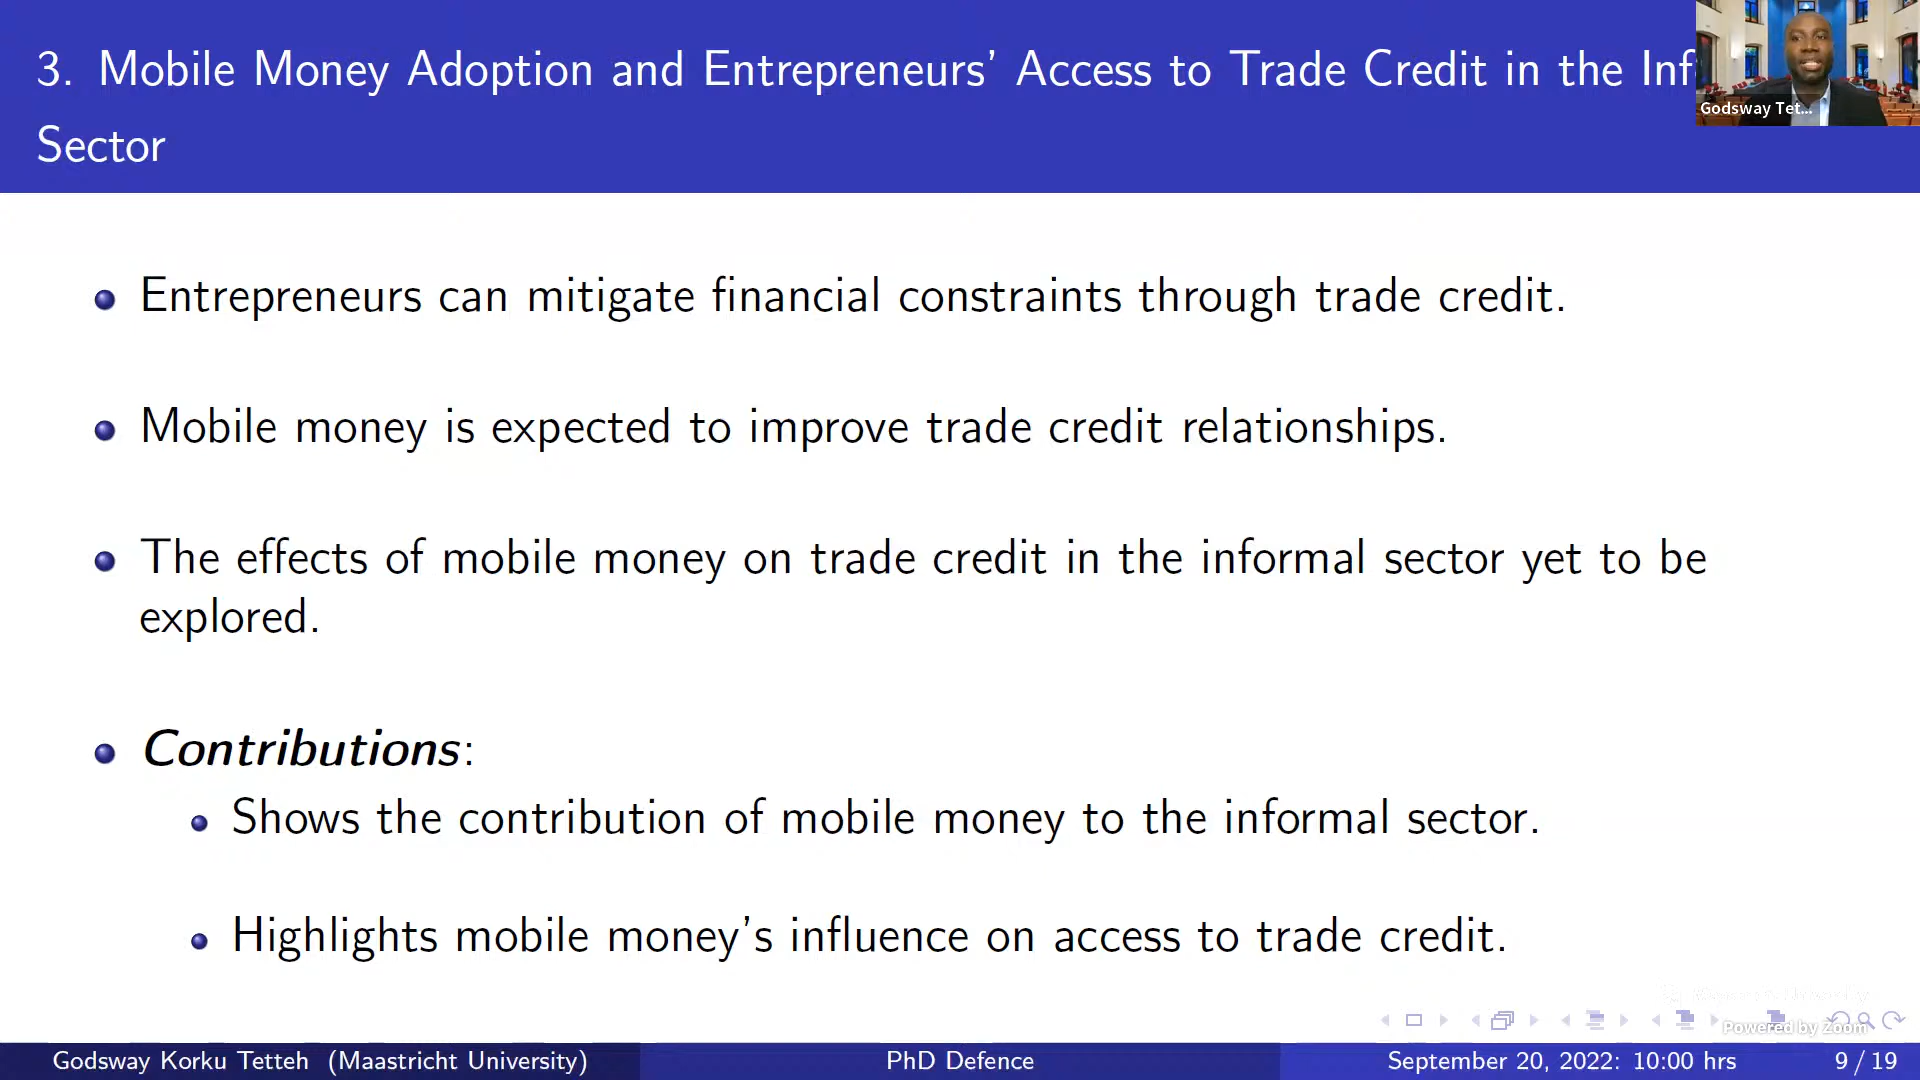 3. Mobile Money Adoption and Entrepreneurs' Access to Trade Credit in the Inf
Sector
Godsway Tet...
Entrepreneurs can mitigate financial constraints through trade credit.
Mobile money is expected to improve trade credit relationships.
The effects of mobile money on trade credit in the informal sector yet to be
explored.
Contributions:
Shows the contribution of mobile money to the informal sector.
Highlights mobile money's influence on access to trade credit.
Powered by Zoom
Godsway Korku Tetteh (Maastricht University)
PhD Defence
September 20, 2022: 10:00 hrs
9 / 19